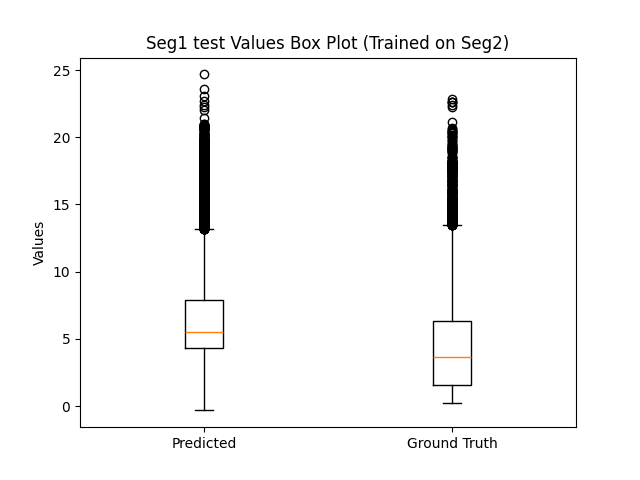 Seg1 test Values Box Plot (Trained on Seg2)
25
20
15
10
5
0
Values
Predicted
Ground Truth